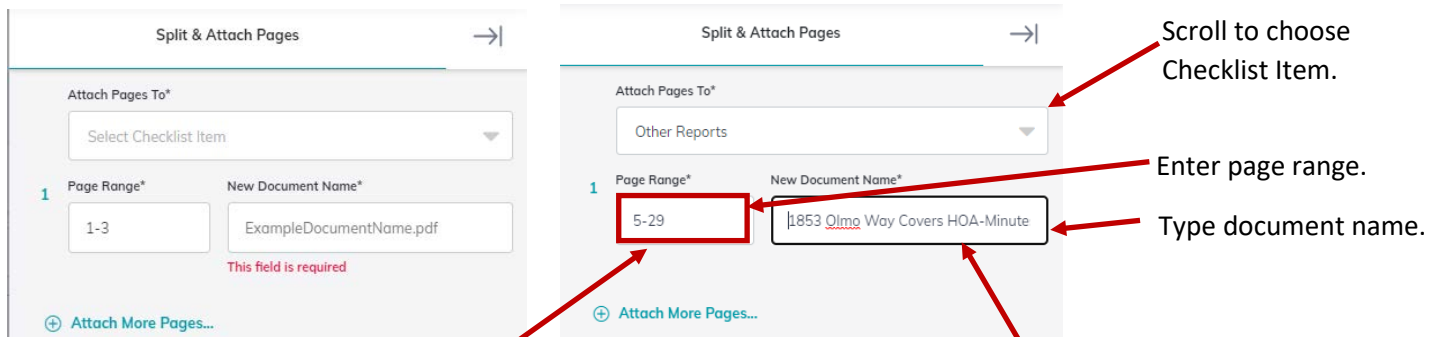 Split & Attach Pages
Attach Pages To*
Select Checklist Item
1
Page Range*
New Document Name*
1-3
ExampleDocumentName.pdf
This field is required
Attach More Pages...
Split & Attach Pages
Attach Pages To*
Other Reports
1
Page Range*
New Document Name*
5-29
1853 Olmo Way Covers HOA-Minute
Attach More Pages...
Scroll to choose
Checklist Item.
Enter page range.
Type document name.